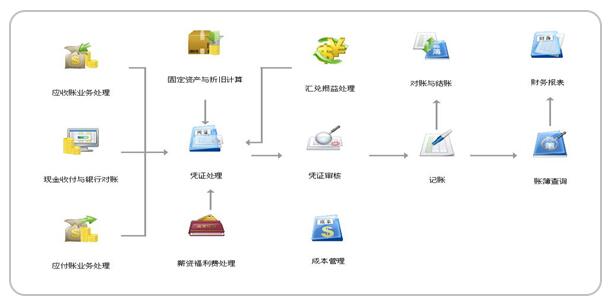 固定资产与折旧计算
汇兑损益处理
对账与结账
财务报表
应收账业务处理
现金收付与银行对账
凭证处理
凭证审核
记账
账薄查询
应付账业务处理
薪资福利费处理
成本管理